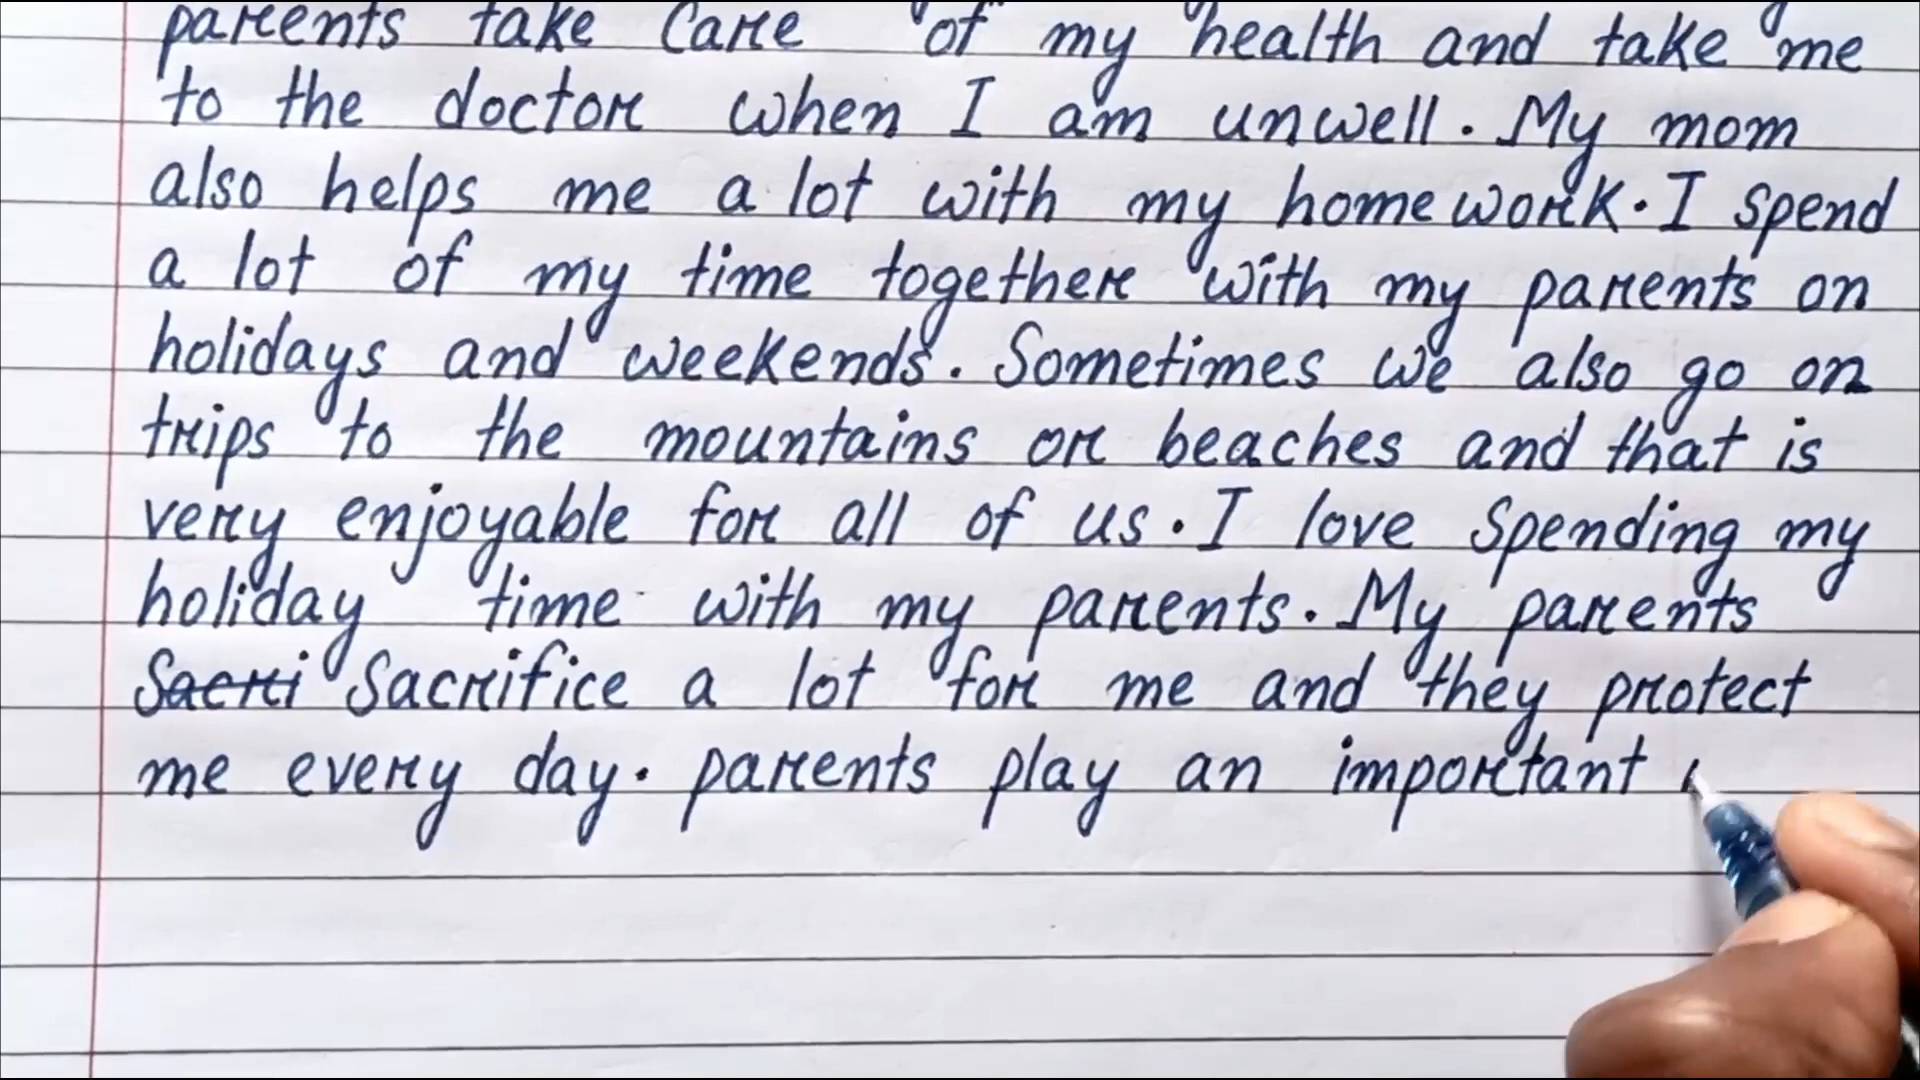 parents take Care of my health and take me
to the doctor when I am unwell. My mom
also helps me a lot with my homework. I spend
a lot of my time together with my parents on
holidays and weekends. Sometimes we also go on
trips to the mountains or beaches and that is
very enjoyable for all of us. I love spending my
holiday time with my parents. My parents
Sacri Sacrifice a lot for me and they protect
me every day. parents play an important